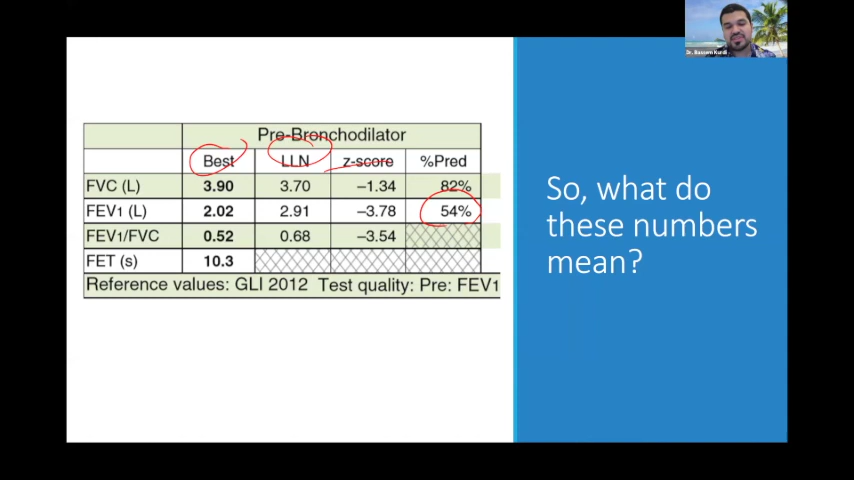 Dr. Bassem Kurdi
Pre-Bronchodilator
Best LLN z-score %Pred
FVC (L) 3.90 3.70 –1.34 82%
FEV1 (L) 2.02 2.91 –3.78 54%
FEV1/FVC 0.52 0.68 –3.54
FET (s) 10.3
Reference values: GLI 2012 Test quality: Pre: FEV1
So, what do
these numbers
mean?